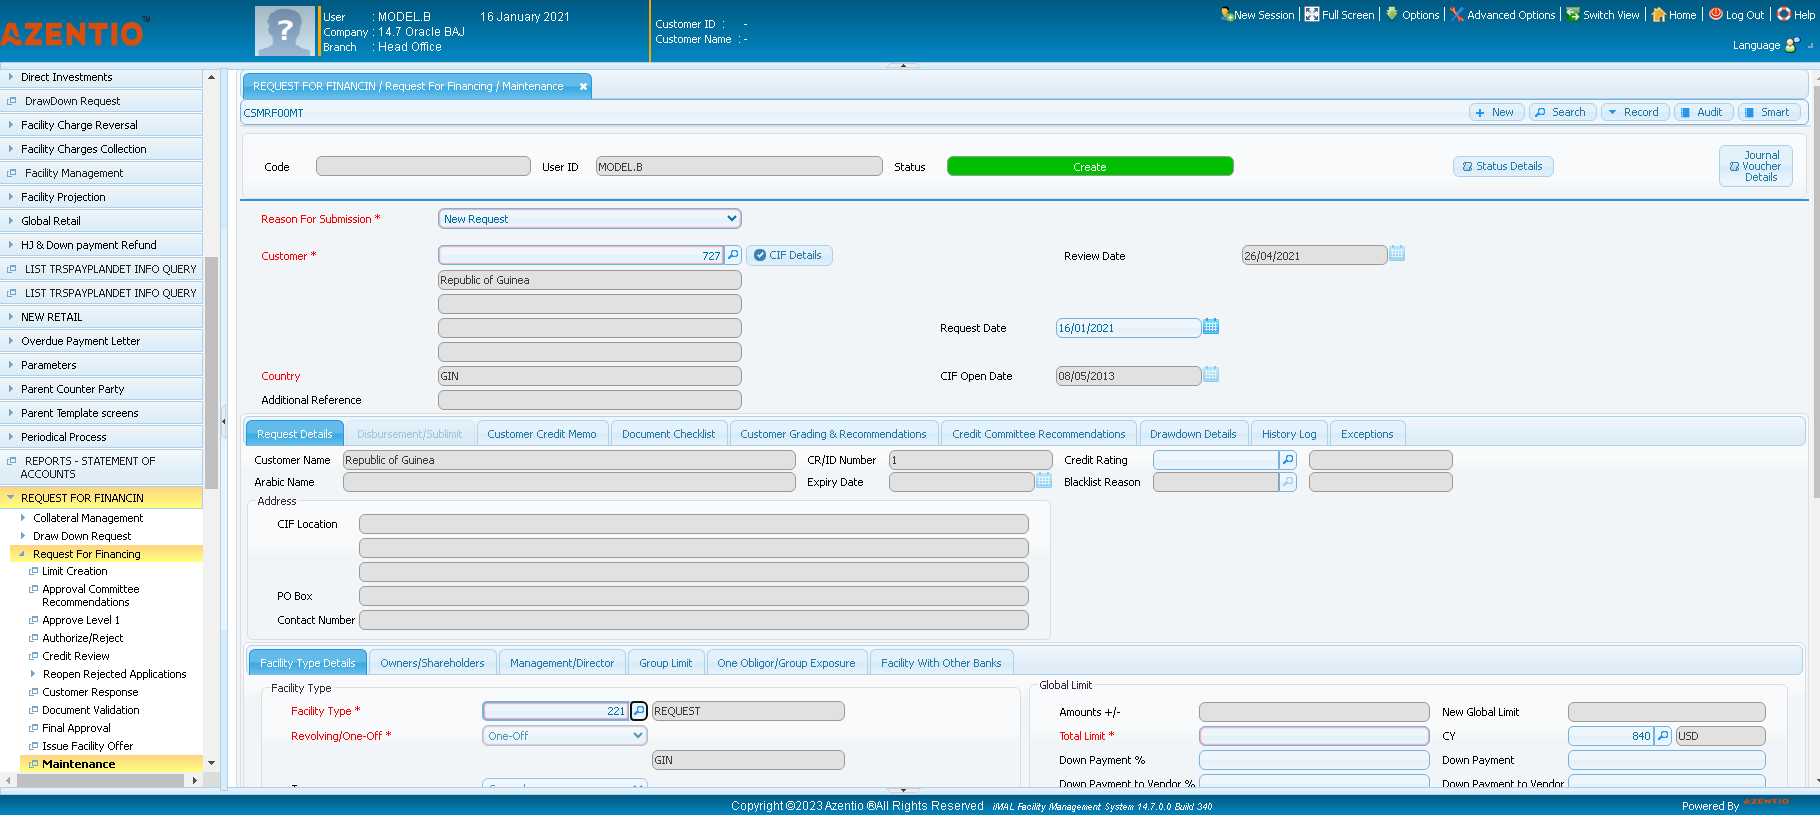 AZENTIO™
User : MODEL.B 16 January 2021
Company : 14.7 Oracle BAJ
Branch : Head Office
Customer ID : -
Customer Name : -
New Session Full Screen Options Advanced Options Switch View Home Log Out Help
Language
Direct Investments
DrawDown Request
Facility Charge Reversal
Facility Charges Collection
Facility Management
Facility Projection
Global Retail
HJ & Down payment Refund
LIST TRSPAYPLANDET INFO QUERY
LIST TRSPAYPLANDET INFO QUERY
NEW RETAIL
Overdue Payment Letter
Parameters
Parent Counter Party
Parent Template screens
Periodical Process
REPORTS - STATEMENT OF
ACCOUNTS
REQUEST FOR FINANCIN
Collateral Management
Draw Down Request
Request For Financing
Limit Creation
Approval Committee
Recommendations
Approve Level 1
Authorize/Reject
Credit Review
Reopen Rejected Applications
Customer Response
Document Validation
Final Approval
Issue Facility Offer
Maintenance
REQUEST FOR FINANCIN / Request For Financing / Maintenance
CSMRF00MT
New Search Record Audit Smart
Code User ID MODEL.B Status Create Status Details
Journal
Voucher
Details
Reason For Submission * New Request
Customer * 727 CIF Details Review Date 26/04/2021
Republic of Guinea
Request Date 16/01/2021
Country GIN CIF Open Date 08/05/2013
Additional Reference
Request Details Disbursement/Sublimit Customer Credit Memo Document Checklist Customer Grading & Recommendations Credit Committee Recommendations Drawdown Details History Log Exceptions
Customer Name Republic of Guinea CR/ID Number 1 Credit Rating
Arabic Name Expiry Date Blacklist Reason
Address
CIF Location
PO Box
Contact Number
Facility Type Details Owners/Shareholders Management/Director Group Limit One Obligor/Group Exposure Facility With Other Banks
Facility Type Global Limit
Facility Type * 221 REQUEST Amounts +/- New Global Limit
Revolving/One-Off * One-Off Total Limit * CY 840 USD
GIN Down Payment % Down Payment
Down Payment to Vendor % Down Payment to Vendor
Copyright ©2023 Azentio ®All Rights Reserved iMAL Facility Management System 14.7.0.0 Build 340
Powered By AZENTIO